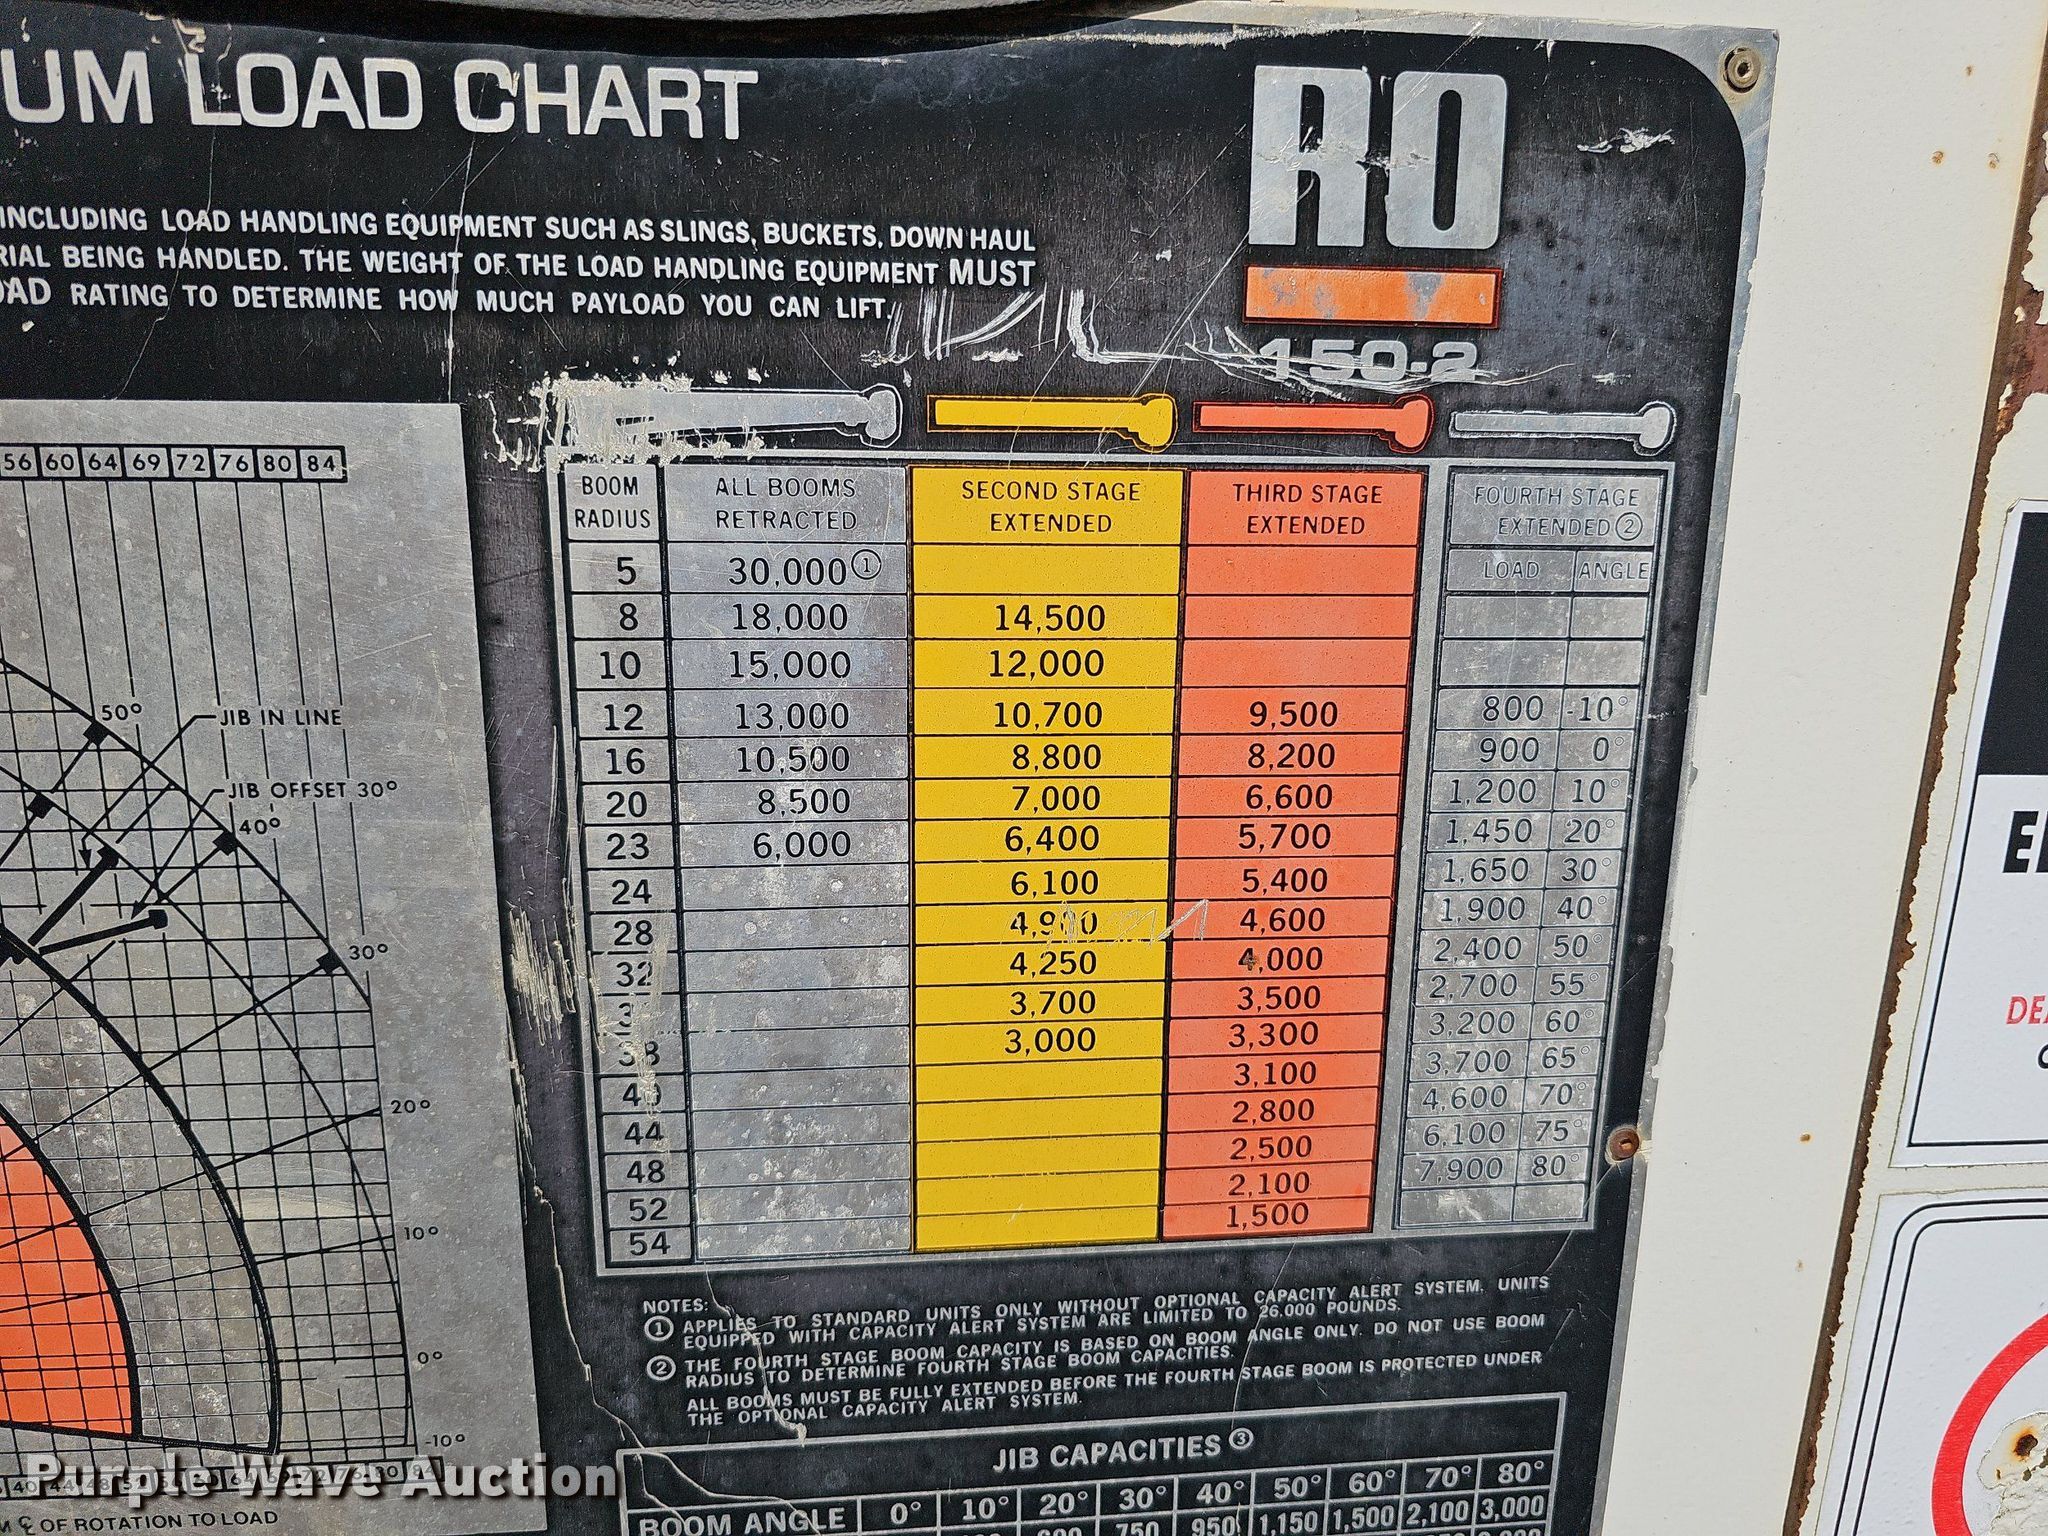 UM LOAD CHART
RO
150-2
INCLUDING LOAD HANDLING EQUIPMENT SUCH AS SLINGS, BUCKETS, DOWN HAUL
BEING HANDLED. THE WEIGHT OF THE LOAD HANDLING EQUIPMENT MUST
RATING TO DETERMINE HOW MUCH PAYLOAD YOU CAN LIFT.
56 60 64 69 72 76 80 84
50°
JIB IN LINE
JIB OFFSET 30°
40°
30°
20°
10°
0°
-10°
OF ROTATION TO LOAD
BOOM RADIUS ALL BOOMS RETRACTED SECOND STAGE EXTENDED THIRD STAGE EXTENDED FOURTH STAGE EXTENDED ②
5 30,000 ① LOAD ANGLE
8 18,000 14,500
10 15,000 12,000
12 13,000 10,700 9,500 800 -10°
16 10,500 8,800 8,200 900 0°
20 8,500 7,000 6,600 1,200 10°
23 6,000 6,400 5,700 1,450 20°
24 6,100 5,400 1,650 30°
28 4,900 4,600 1,900 40°
32 4,250 4,000 2,400 50°
3,700 3,500 2,700 55°
38 3,000 3,300 3,200 60°
40 3,100 3,700 65°
44 2,800 4,600 70°
48 2,500 6,100 75°
52 2,100 7,900 80°
54 1,500
NOTES:
① APPLIES TO STANDARD UNITS ONLY WITHOUT OPTIONAL CAPACITY ALERT SYSTEM. UNITS
EQUIPPED WITH CAPACITY ALERT SYSTEM ARE LIMITED TO 26,000 POUNDS.
② THE FOURTH STAGE BOOM CAPACITY IS BASED ON BOOM ANGLE ONLY. DO NOT USE BOOM
RADIUS TO DETERMINE FOURTH STAGE BOOM CAPACITIES.
ALL BOOMS MUST BE FULLY EXTENDED BEFORE THE FOURTH STAGE BOOM IS PROTECTED UNDER
THE OPTIONAL CAPACITY ALERT SYSTEM.
JIB CAPACITIES ③
BOOM ANGLE 0° 10° 20° 30° 40° 50° 60° 70° 80°
750 950 1,150 1,500 2,100 3,000
Purple Wave Auction